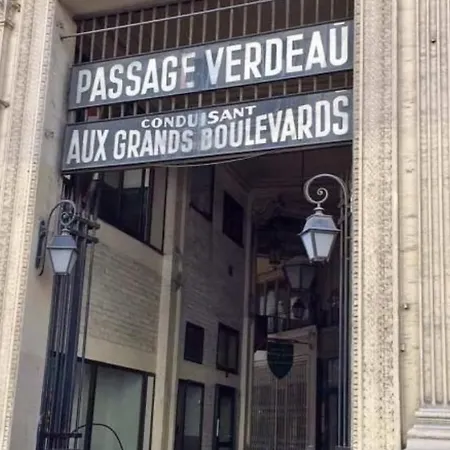 PASSAGE VERDEAU
CONDUISANT
AUX GRANDS BOULEVARDS